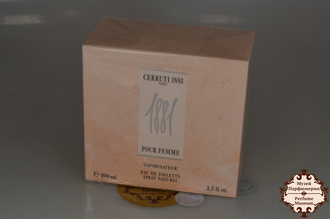 CERRUTI 1881
PARIS
1881
POUR FEMME
VAPORISATEUR
EAU DE TOILETTE
SPRAY NATUREL
100 ml
3.3 fl.oz.
Музей
Парфюмерии
Perfume
Museum